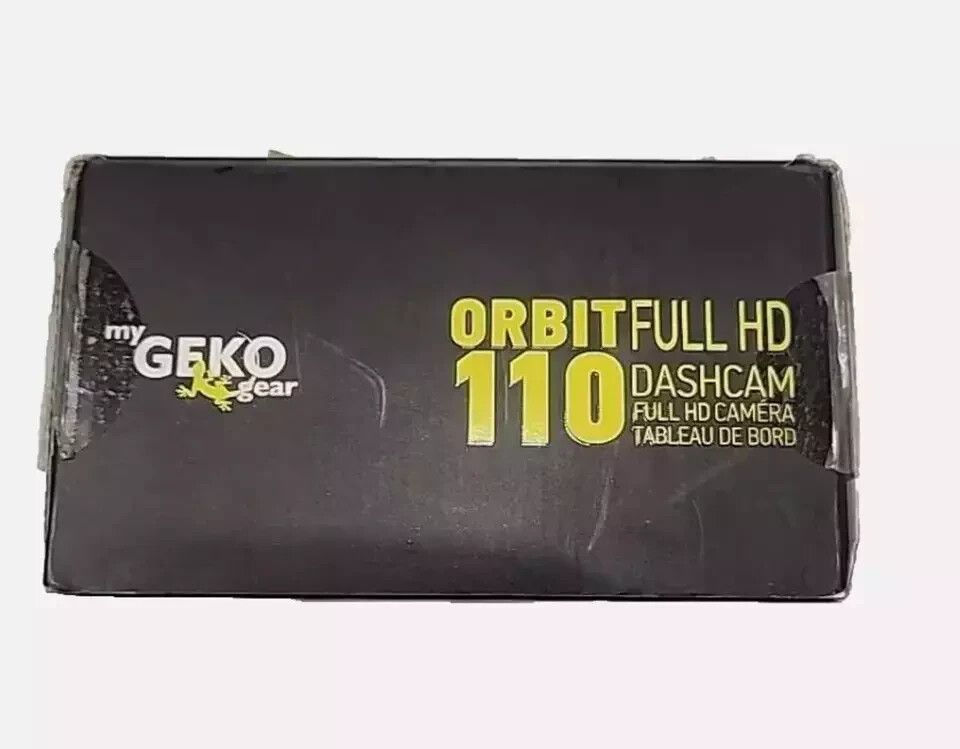 my
GEKO
gear
ORBIT FULL HD
110 DASHCAM
FULL HD CAMÉRA
TABLEAU DE BORD